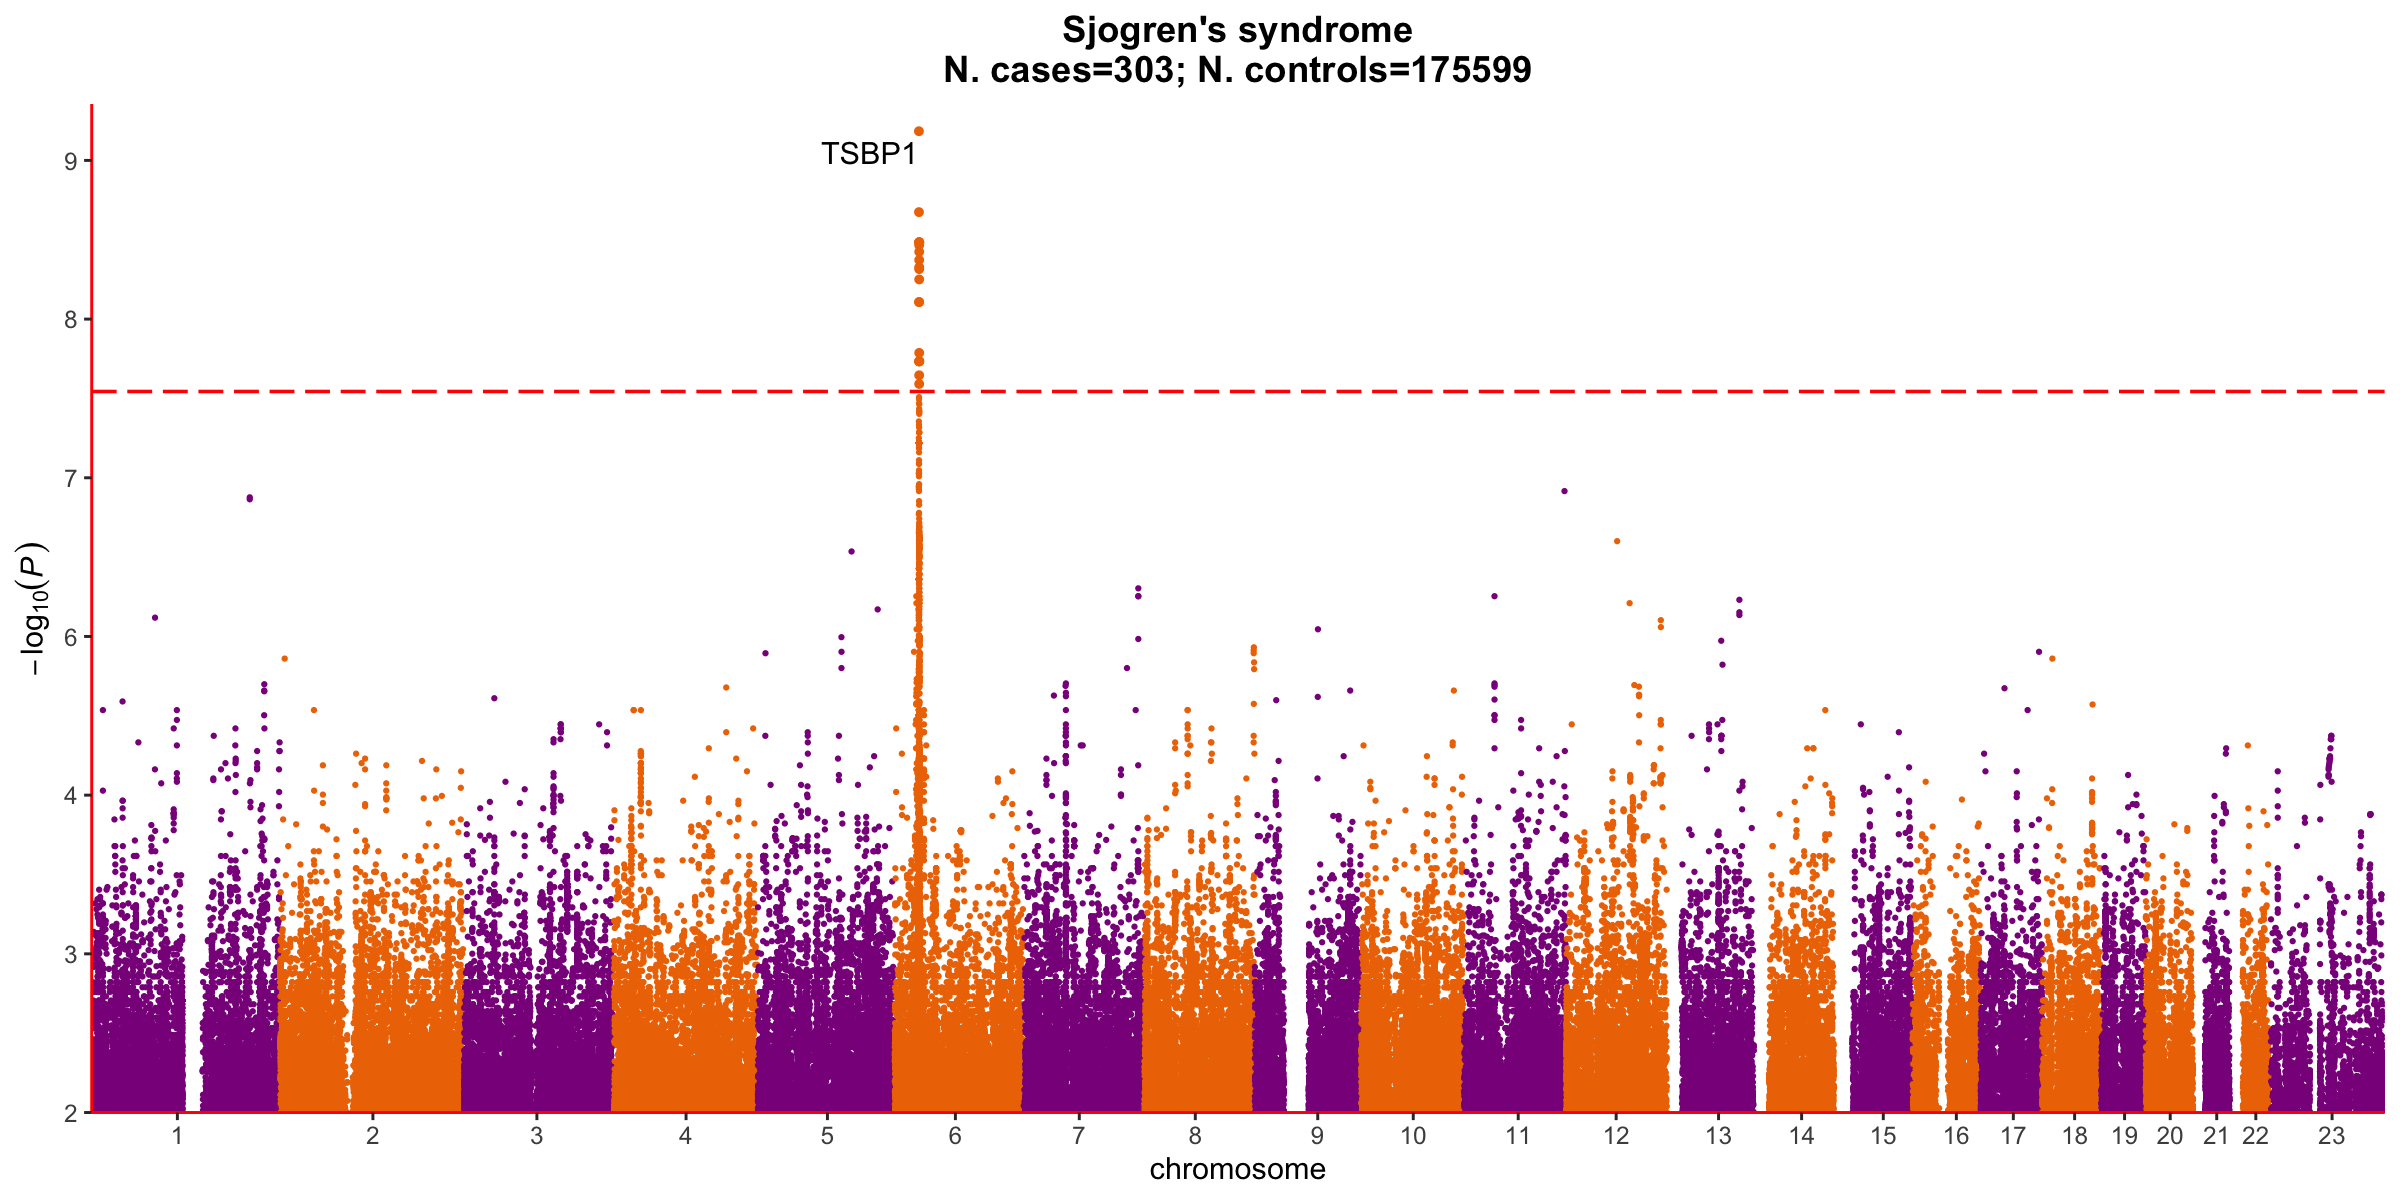 Sjogren's syndrome
N. cases=303; N. controls=175599
TSBP1
9
8
7
6
4
3
2
−log10(P)
1 2 3 4 5 6 7 8 9 10 11 12 13 14 15 16 17 18 19 20 21 22 23
chromosome